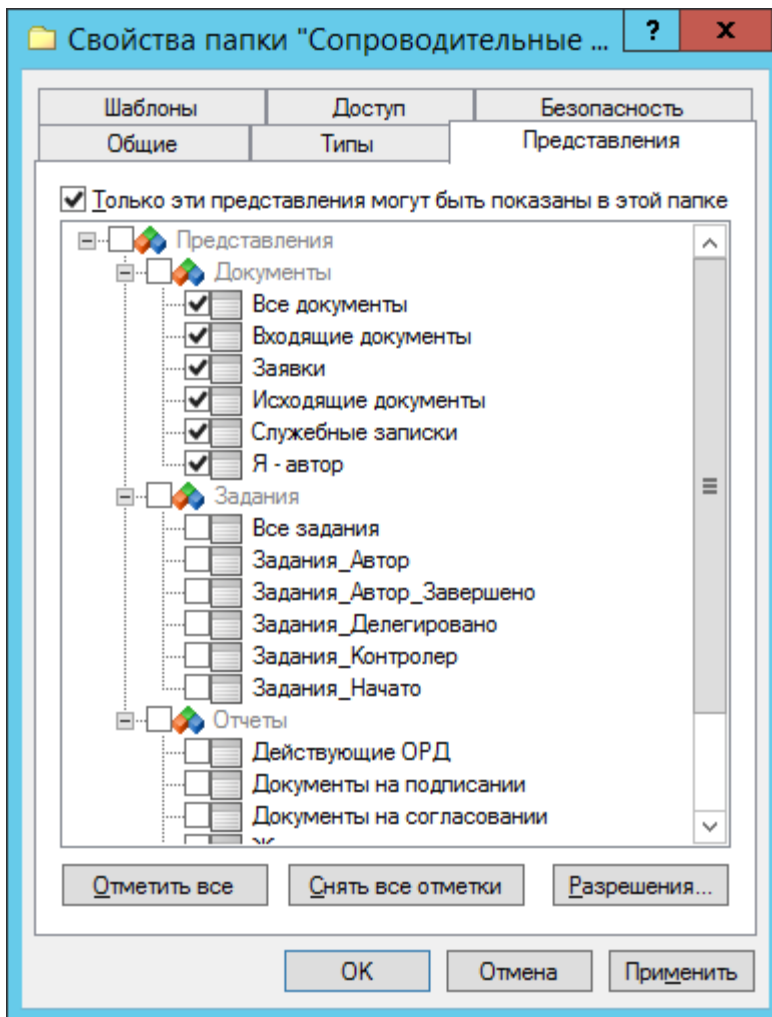 Свойства папки "Сопроводительные ...
?
x
Шаблоны
Доступ
Безопасность
Общие
Типы
Представления
Только эти представления могут быть показаны в этой папке
Представления
Документы
Все документы
Входящие документы
Заявки
Исходящие документы
Служебные записки
Я - автор
Задания
Все задания
Задания_Автор
Задания_Автор_Завершено
Задания_Делегировано
Задания_Контролер
Задания_Начато
Отчеты
Действующие ОРД
Документы на подписании
Документы на согласовании
Отметить все
Снять все отметки
Разрешения...
OK
Отмена
Применить